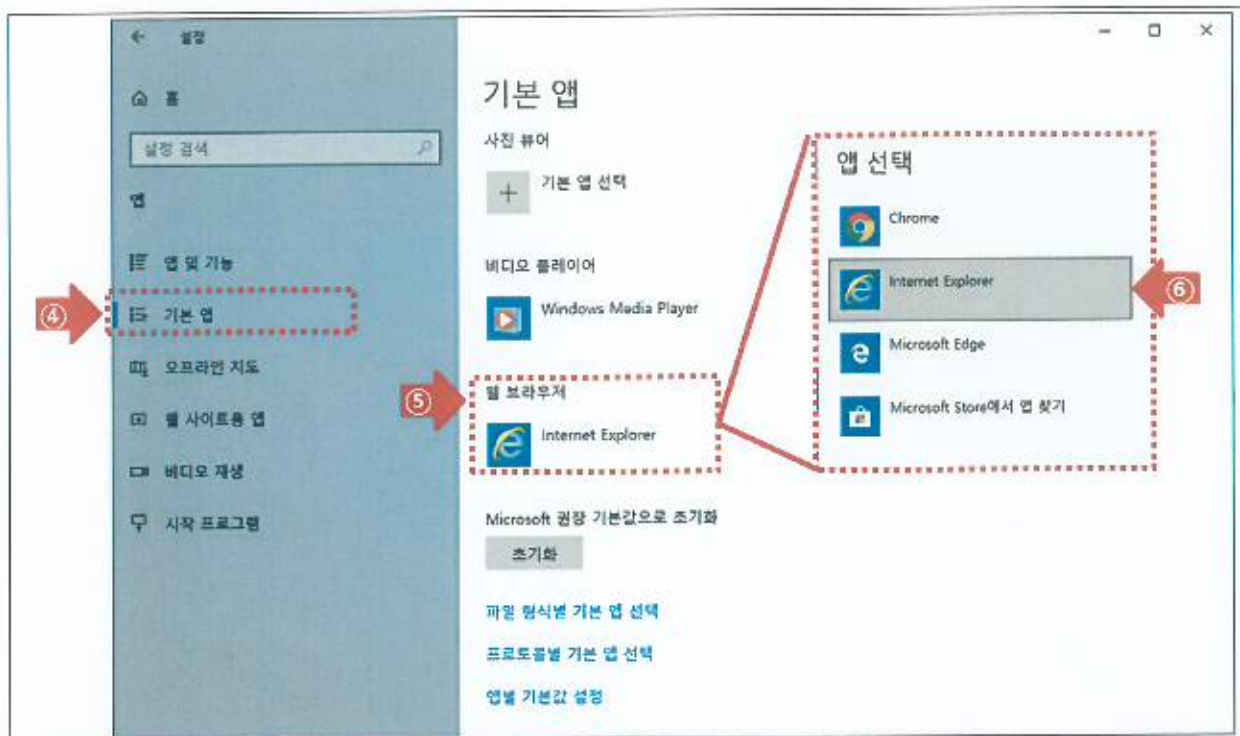 설정
홈
설정 검색
앱
앱 및 기능
④
기본 앱
오프라인 지도
웹 사이트용 앱
비디오 재생
시작 프로그램
기본 앱
사진 뷰어
기본 앱 선택
비디오 플레이어
Windows Media Player
⑤
웹 브라우저
Internet Explorer
Microsoft 권장 기본값으로 초기화
초기화
파일 형식별 기본 앱 선택
프로토콜별 기본 앱 선택
앱별 기본값 설정
앱 선택
Chrome
Internet Explorer
⑥
Microsoft Edge
Microsoft Store에서 앱 찾기